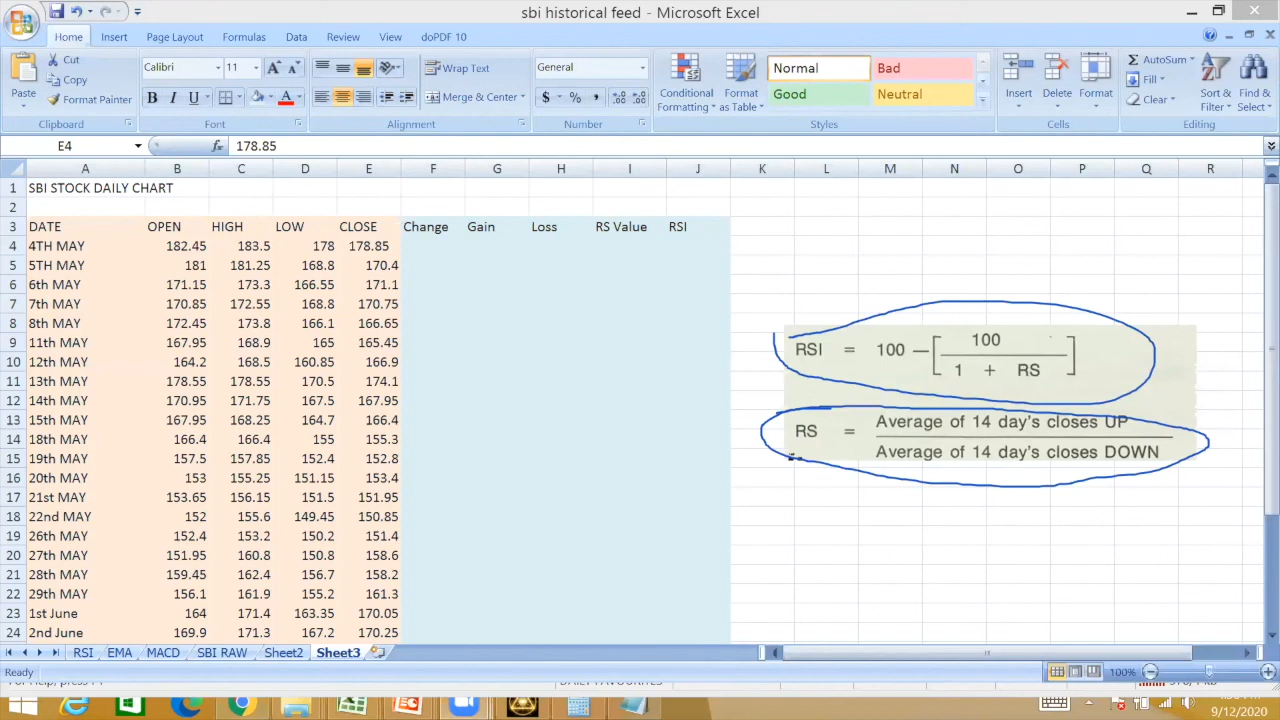 sbi historical feed - Microsoft Excel
Home Insert Page Layout Formulas Data Review View doPDF 10
Paste Cut Copy Format Painter Clipboard
Calibri 11 A A B I U A Font
Wrap Text Merge & Center Alignment
General $ % , Number
Conditional Formatting Format as Table Normal Bad Good Neutral Styles
Insert Delete Format Cells
Σ AutoSum Fill Clear Sort & Filter Find & Select Editing
E4 fx 178.85
A B C D E F G H I J K L M N O P Q R
1 SBI STOCK DAILY CHART
2
3 DATE OPEN HIGH LOW CLOSE Change Gain Loss RS Value RSI
4 4TH MAY 182.45 183.5 178 178.85
5 5TH MAY 181 181.25 168.8 170.4
6 6th MAY 171.15 173.3 166.55 171.1
7 7th MAY 170.85 172.55 168.8 170.75
8 8th MAY 172.45 173.8 166.1 166.65
9 11th MAY 167.95 168.9 165 165.45
10 12th MAY 164.2 168.5 160.85 166.9
11 13th MAY 178.55 178.55 170.5 174.1
12 14th MAY 170.95 171.75 167.5 167.95
13 15th MAY 167.95 168.25 164.7 166.4
14 18th MAY 166.4 166.4 155 155.3
15 19th MAY 157.5 157.85 152.4 152.8
16 20th MAY 153 155.25 151.15 153.4
17 21st MAY 153.65 156.15 151.5 151.95
18 22nd MAY 152 155.6 149.45 150.85
19 26th MAY 152.4 153.2 150.2 151.4
20 27th MAY 151.95 160.8 150.8 158.6
21 28th MAY 159.45 162.4 156.7 158.2
22 29th MAY 156.1 161.9 155.2 161.3
23 1st June 164 171.4 163.35 170.05
24 2nd June 169.9 171.3 167.2 170.25
RSI = 100 — [ 100
1 + RS ]
RS = Average of 14 day's closes UP
Average of 14 day's closes DOWN
RSI EMA MACD SBI RAW Sheet2 Sheet3
Ready 100%
9/12/2020